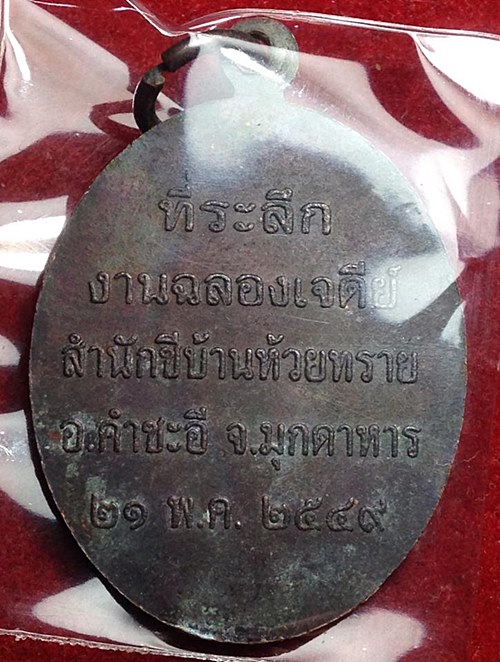 ที่ระลึก
งานฉลองเจดีย์
สำนักชีบ้านห้วยทราย
อ.คำชะอี จ.มุกดาหาร
๒๑ พ.ค. ๒๕๔๙